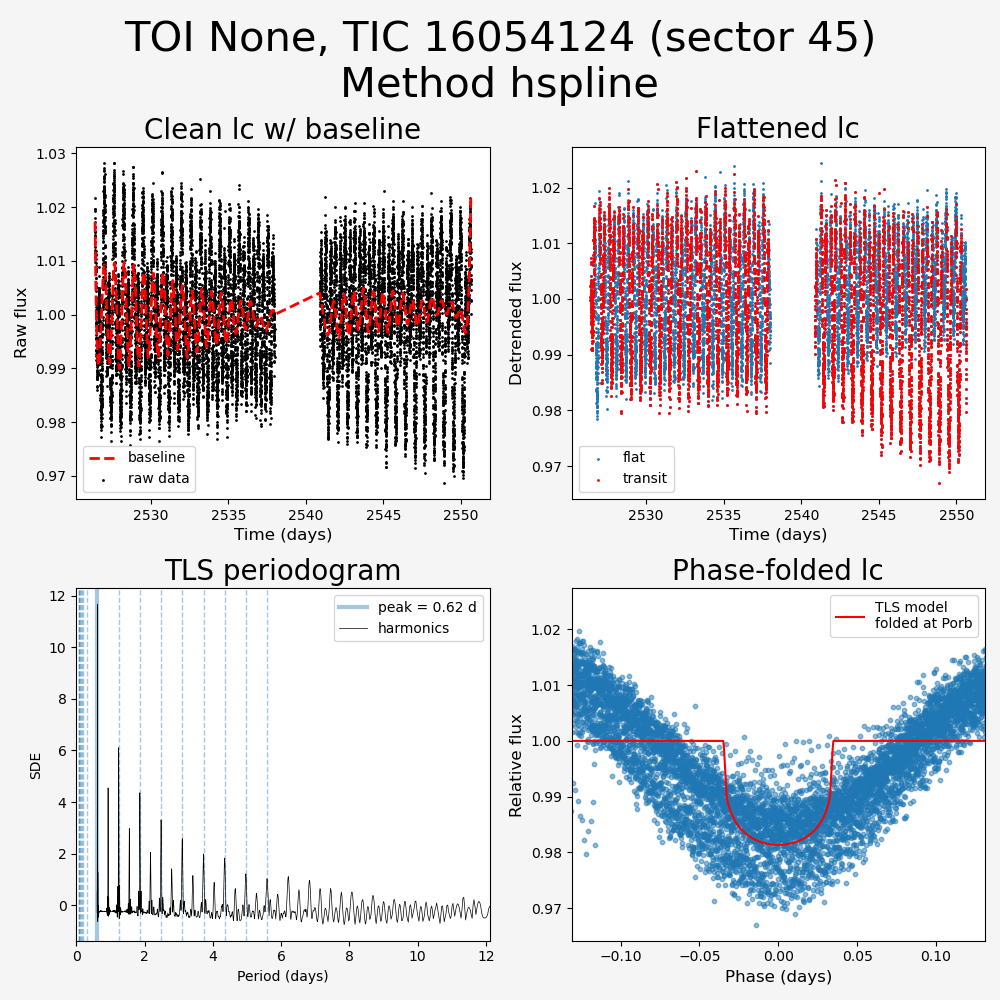 TOI None, TIC 16054124 (sector 45)
Method hspline
Clean lc w/ baseline
Flattened lc
1.03
1.02
1.01
1.00
0.99
0.98
0.97
Raw flux
baseline
raw data
2530
2535
2540
2545
2550
Time (days)
1.02
1.01
1.00
0.99
0.98
0.97
Detrended flux
flat
transit
2530
2535
2540
2545
2550
Time (days)
TLS periodogram
Phase-folded lc
12
10
8
6
4
2
0
SDE
peak = 0.62 d
harmonics
0
2
4
6
8
10
12
Period (days)
1.02
1.01
1.00
0.99
0.98
0.97
Relative flux
TLS model
folded at Porb
−0.10
−0.05
0.00
0.05
0.10
Phase (days)